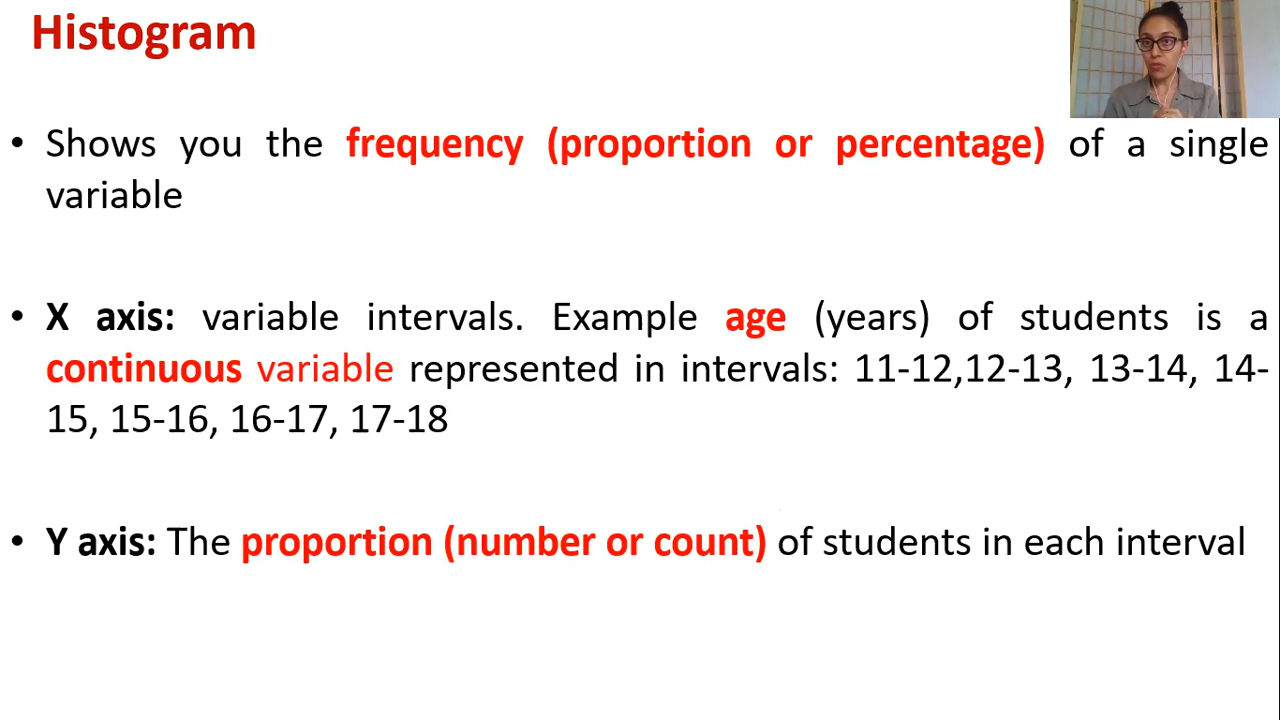 Histogram
• Shows you the frequency (proportion or percentage) of a single
variable
• X axis: variable intervals. Example age (years) of students is a
continuous variable represented in intervals: 11-12,12-13, 13-14, 14-
15, 15-16, 16-17, 17-18
• Y axis: The proportion (number or count) of students in each interval